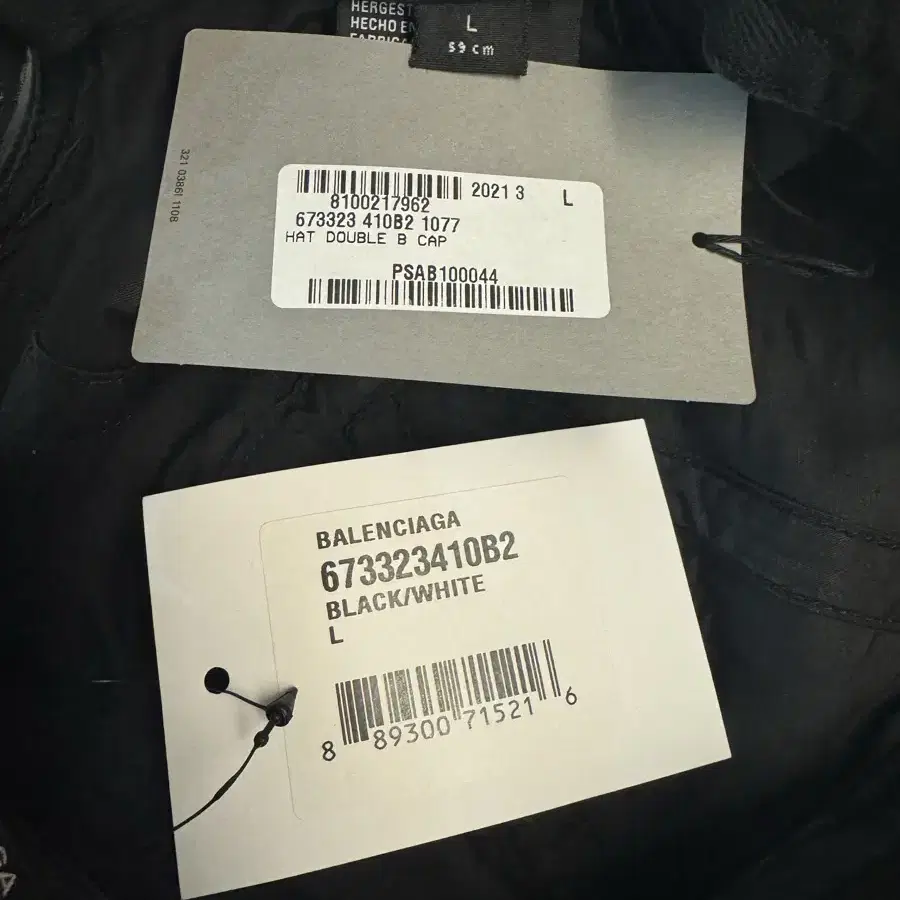 HERGEST
HECHO EN
L
59 cm
321 03861 1108
2021 3 L
8100217962
673323 410B2 1077
HAT DOUBLE B CAP
PSAB100044
BALENCIAGA
673323410B2
BLACK/WHITE
L
8 89300 71521 6